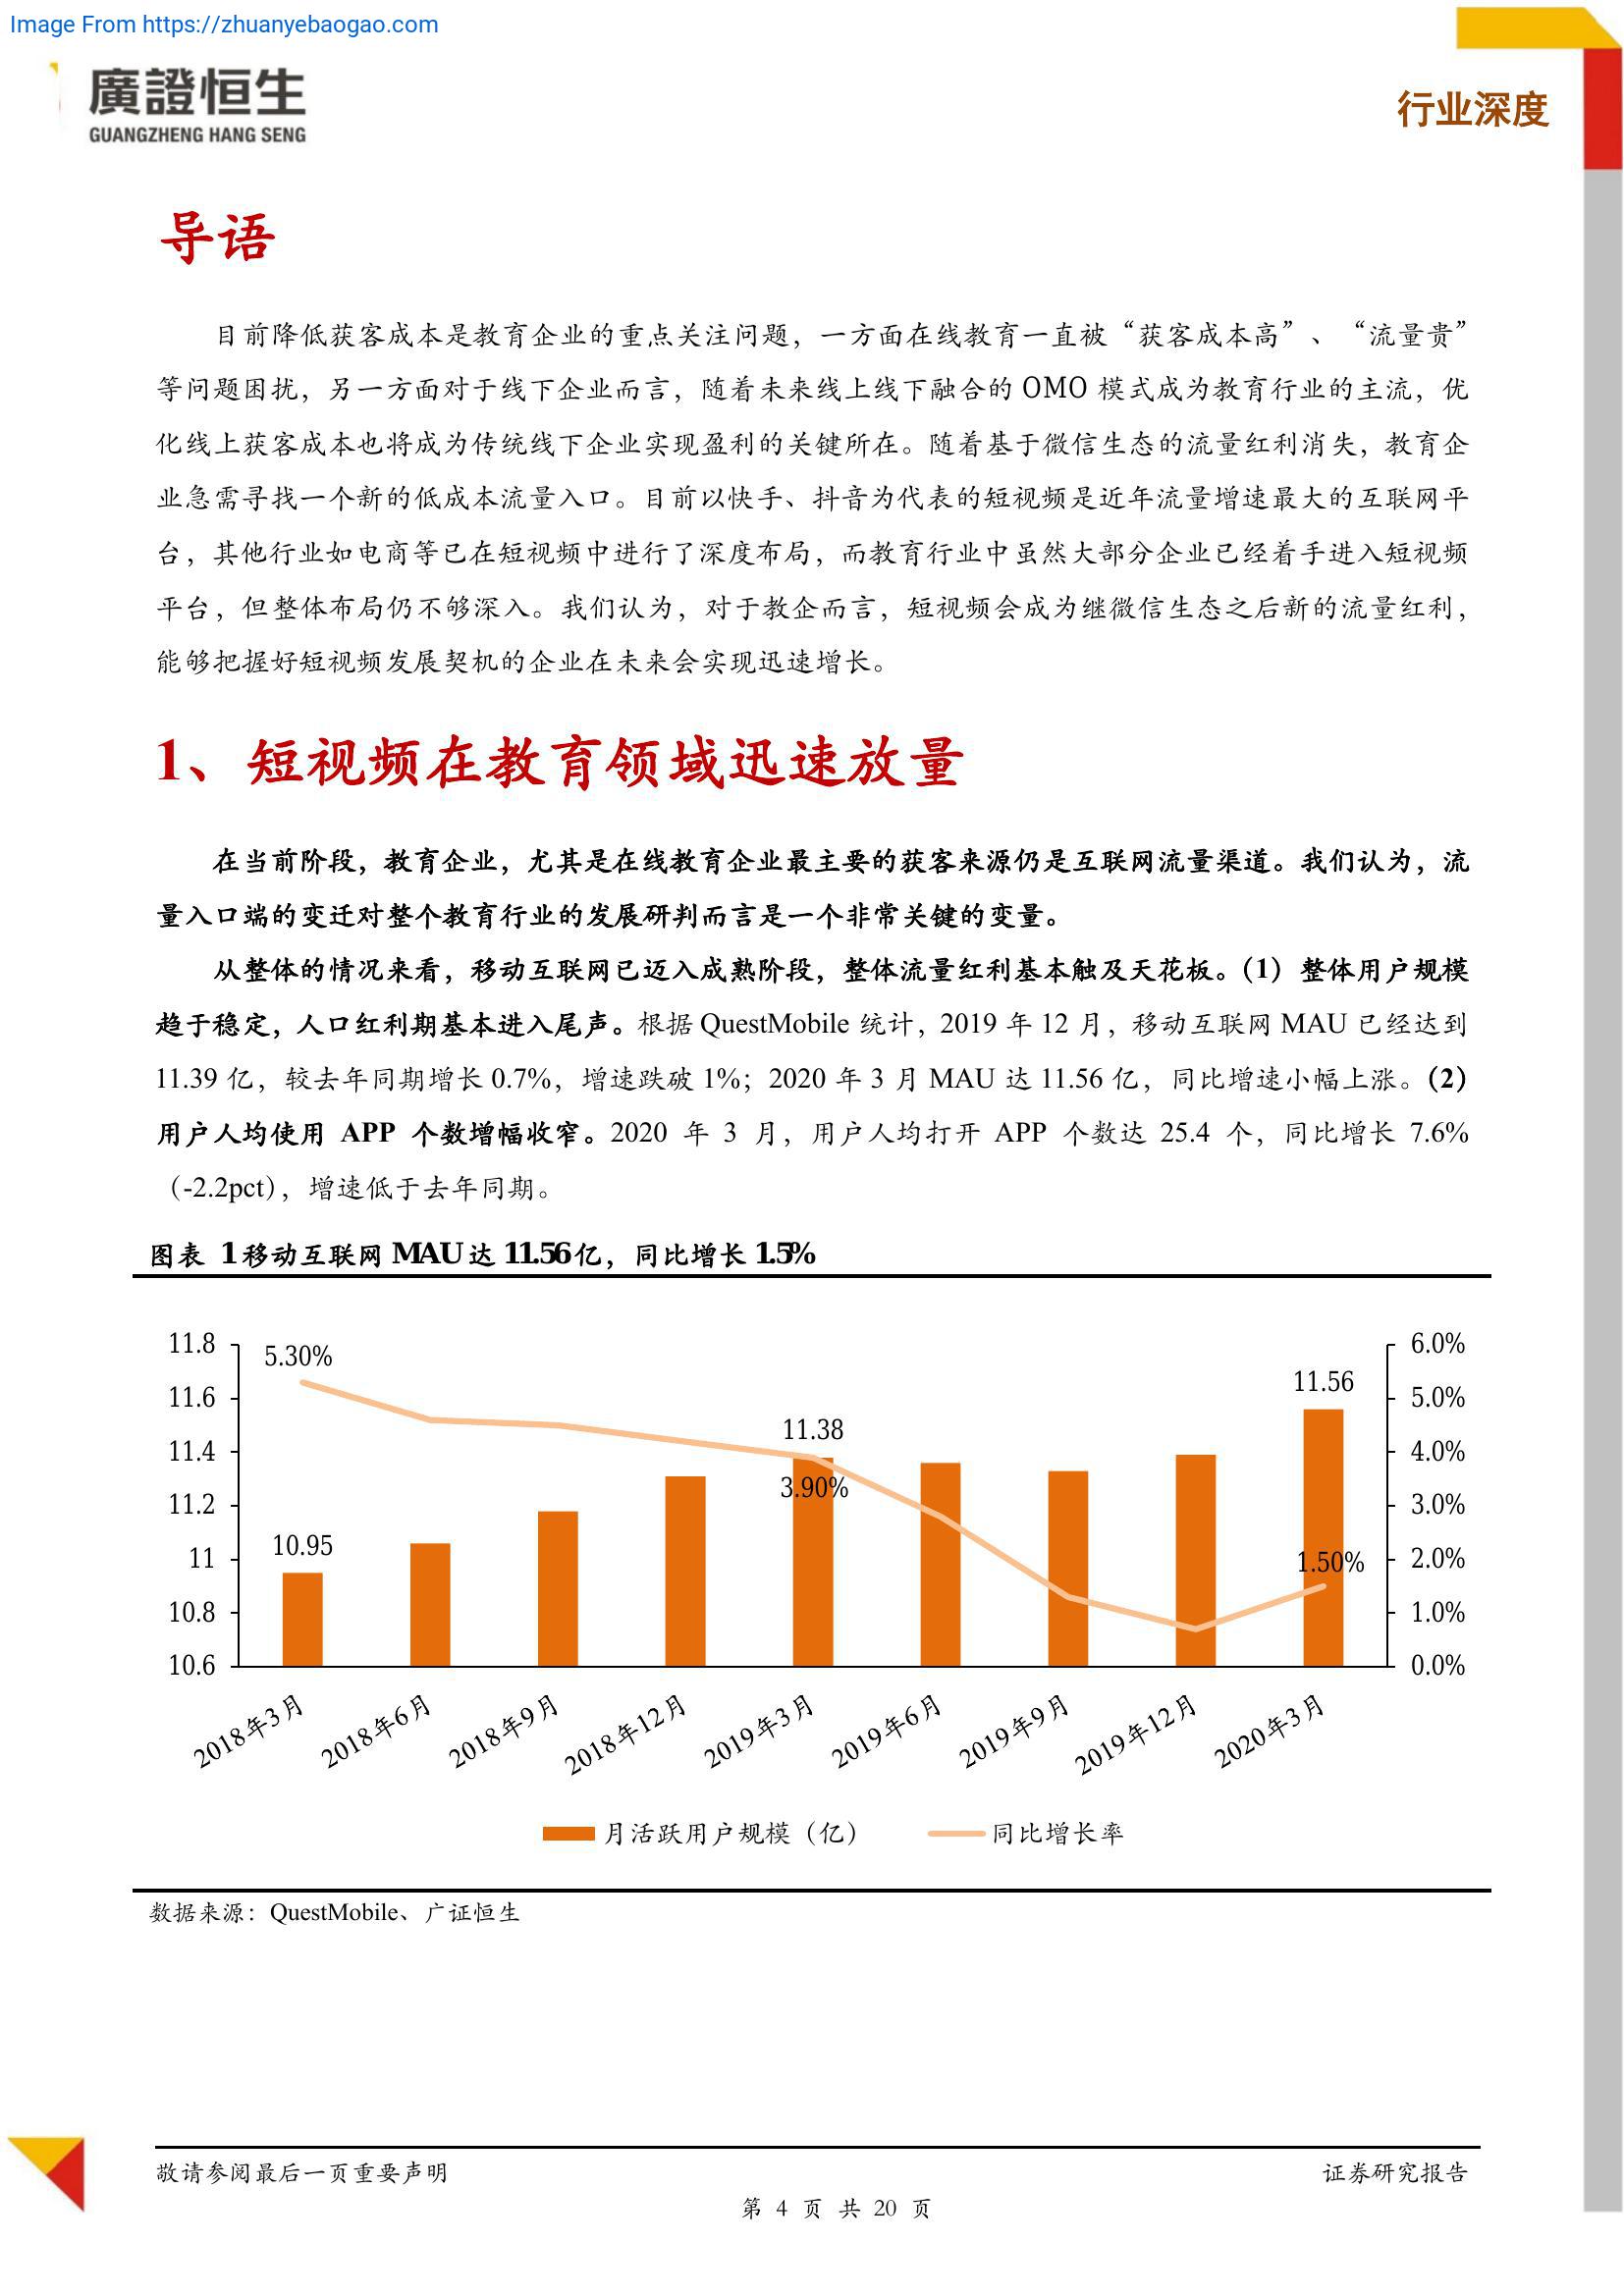 Image From https://zhuanyebaogao.com
廣證恒生
GUANGZHENG HANG SENG
行业深度
导语
目前降低获客成本是教育企业的重点关注问题，一方面在线教育一直被“获客成本高”、“流量贵”
等问题困扰，另一方面对于线下企业而言，随着未来线上线下融合的 OMO 模式成为教育行业的主流，优
化线上获客成本也将成为传统线下企业实现盈利的关键所在。随着基于微信生态的流量红利消失，教育企
业急需寻找一个新的低成本流量入口。目前以快手、抖音为代表的短视频是近年流量增速最大的互联网平
台，其他行业如电商等已在短视频中进行了深度布局，而教育行业中虽然大部分企业已经着手进入短视频
平台，但整体布局仍不够深入。我们认为，对于教企而言，短视频会成为继微信生态之后新的流量红利，
能够把握好短视频发展契机的企业在未来会实现迅速增长。
1、短视频在教育领域迅速放量
在当前阶段，教育企业，尤其是在线教育企业最主要的获客来源仍是互联网流量渠道。我们认为，流
量入口端的变迁对整个教育行业的发展研判而言是一个非常关键的变量。
从整体的情况来看，移动互联网已迈入成熟阶段，整体流量红利基本触及天花板。（1）整体用户规模
趋于稳定，人口红利期基本进入尾声。根据 QuestMobile 统计，2019 年 12 月，移动互联网 MAU 已经达到
11.39 亿，较去年同期增长 0.7%，增速跌破 1%；2020 年 3 月 MAU 达 11.56 亿，同比增速小幅上涨。（2）
用户人均使用 APP 个数增幅收窄。2020 年 3 月，用户人均打开 APP 个数达 25.4 个，同比增长 7.6%
（-2.2pct），增速低于去年同期。
图表 1 移动互联网 MAU 达 11.56 亿，同比增长 1.5%
11.8
11.6
11.4
11.2
11
10.8
10.6
5.30%
10.95
11.38
3.90%
11.56
1.50%
6.0%
5.0%
4.0%
3.0%
2.0%
1.0%
0.0%
2018年3月
2018年6月
2018年9月
2018年12月
2019年3月
2019年6月
2019年9月
2019年12月
2020年3月
月活跃用户规模（亿）
同比增长率
数据来源：QuestMobile、广证恒生
敬请参阅最后一页重要声明
证券研究报告
第 4 页 共 20 页